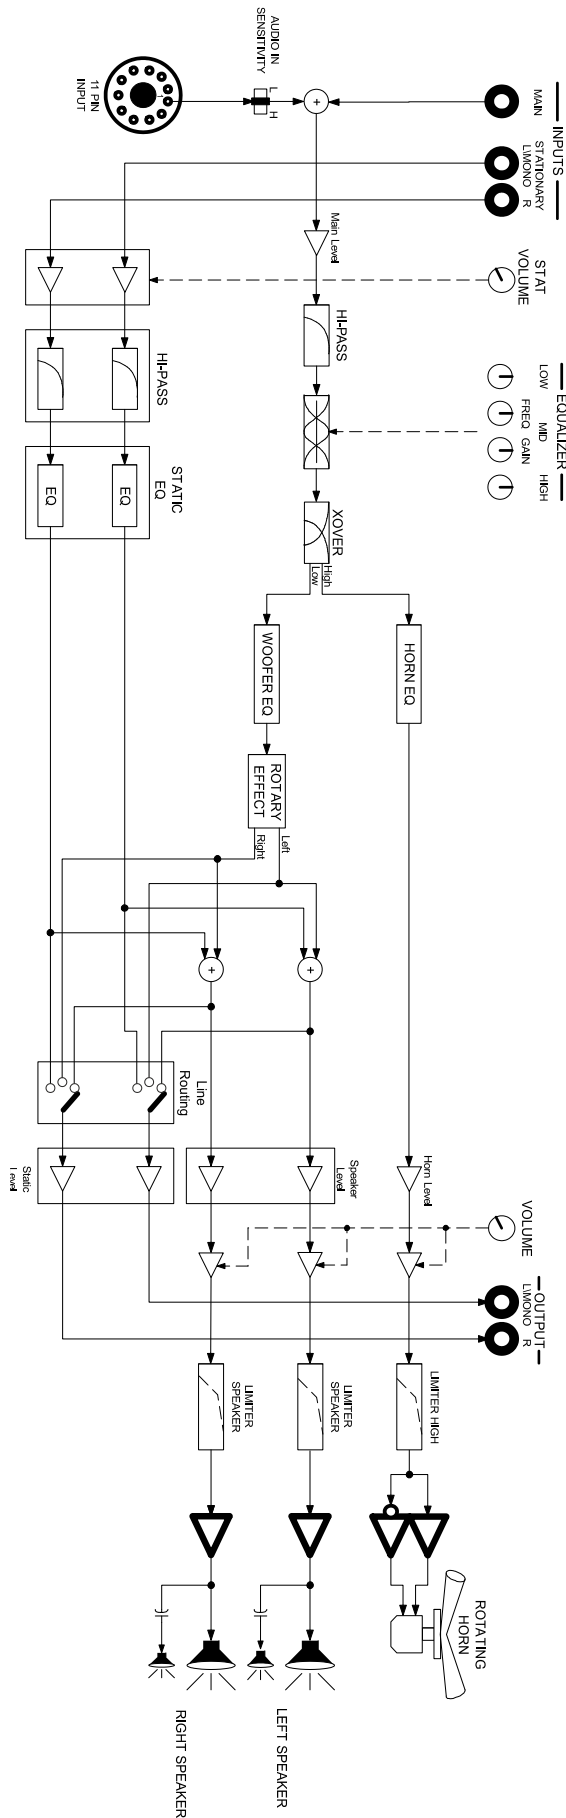 INPUTS
MAIN
STATIONARY
L\MONO R
STAT
VOLUME
EQUALIZER
LOW
MID
FREQ GAIN
HIGH
VOLUME
OUTPUT
L\MONO R
AUDIO IN
SENSITIVITY
L
H
1
11 PIN
INPUT
+
Main Level
HI-PASS
XOVER
High
Low
HORN EQ
WOOFER EQ
ROTARY
EFFECT
Left
Right
HI-PASS
STATIC
EQ
EQ
EQ
+
+
Line
Routing
Static
Level
Speaker
Level
Horn Level
LIMITER HIGH
LIMITER
SPEAKER
LIMITER
SPEAKER
ROTATING
HORN
LEFT SPEAKER
RIGHT SPEAKER